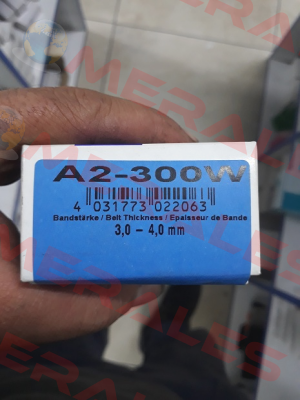 A2-300W
4 031773 022063
Bandstärke / Belt Thickness / Epaisseur de Bande
3,0 – 4,0 mm